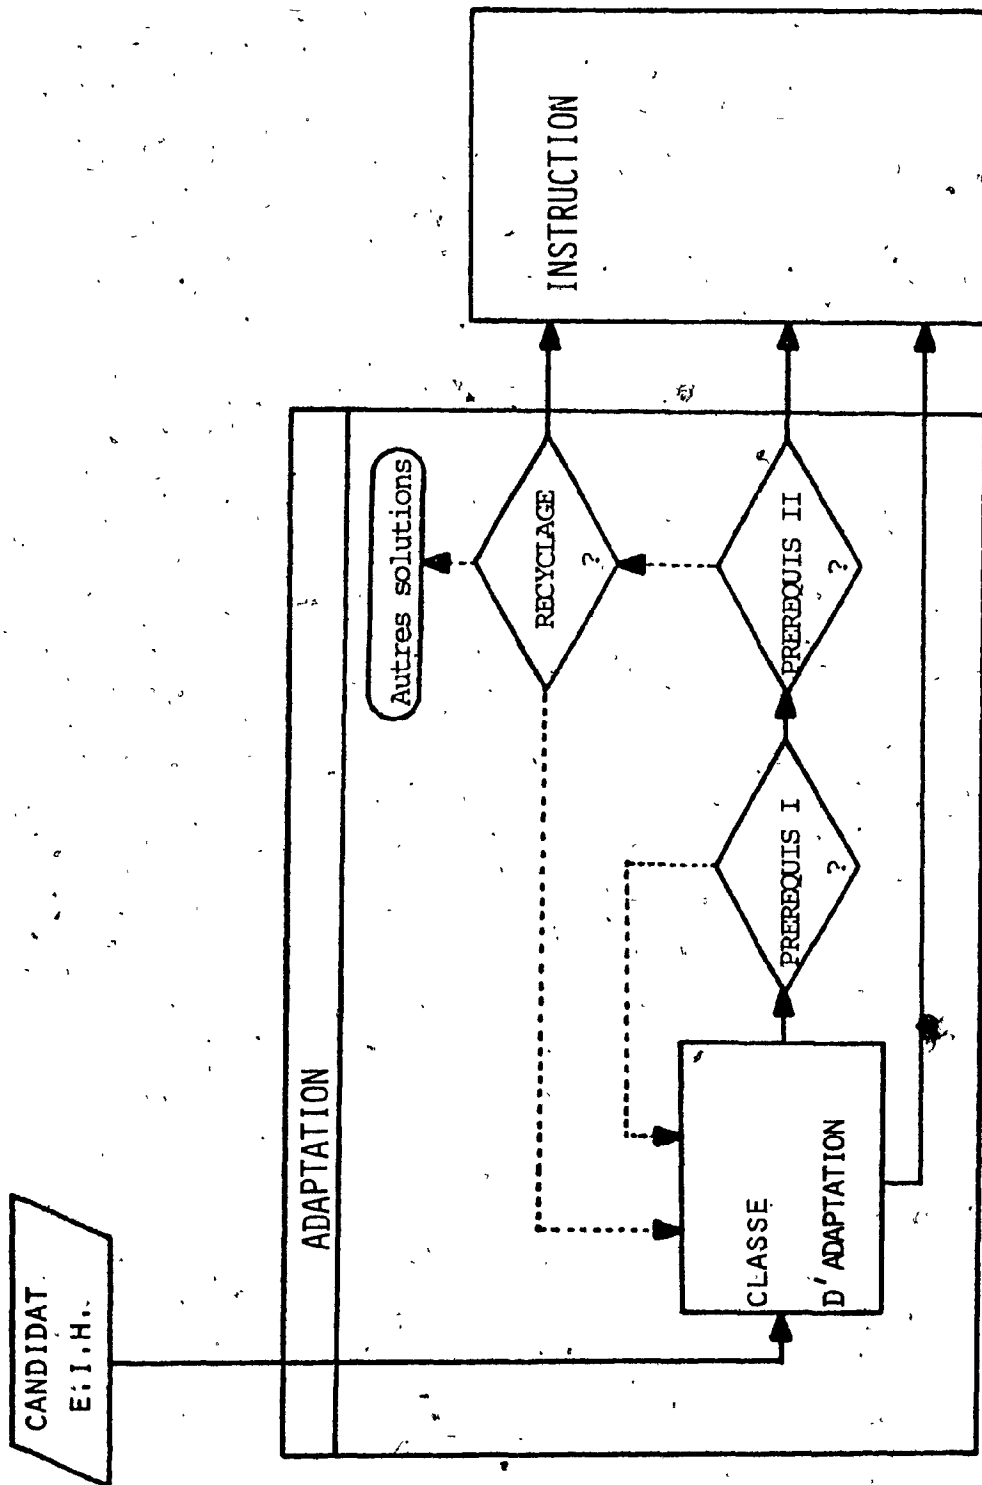 CANDIDAT
E.I.H.
ADAPTATION
CLASSE
D'ADAPTATION
PREREQUIS I
?
PREREQUIS II
?
RECYCLAGE
?
Autres solutions
INSTRUCTION